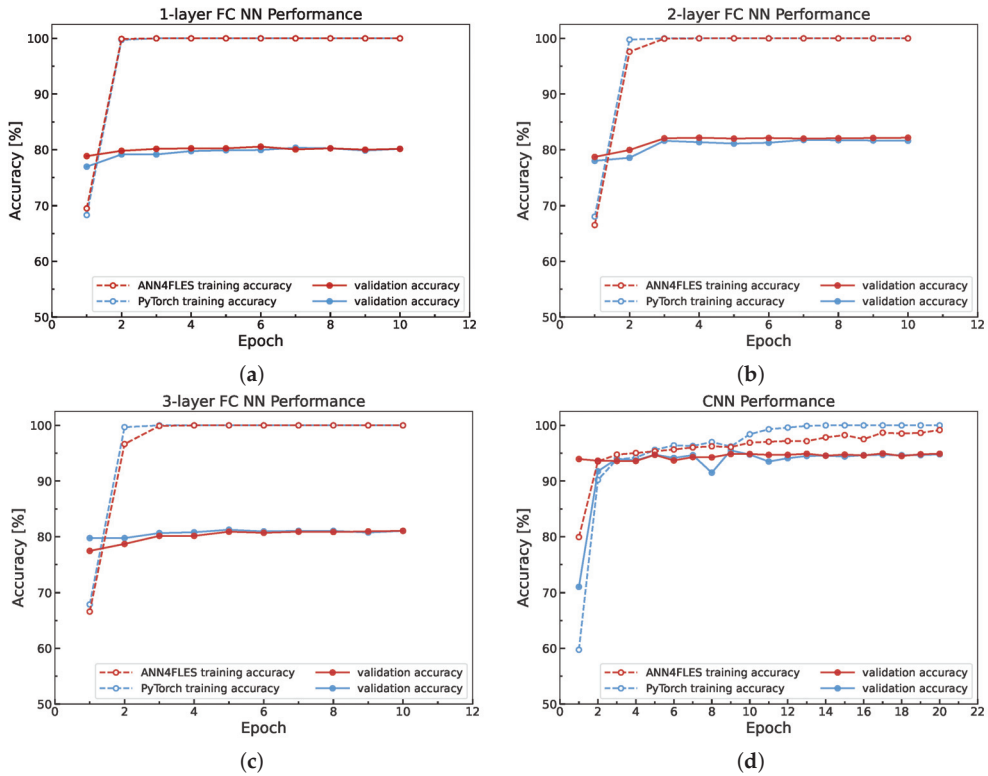 1-layer FC NN Performance
100
90
80
70
60
50
Accuracy [%]
ANN4FLES training accuracy
validation accuracy
PyTorch training accuracy
validation accuracy
0 2 4 6 8 10 12
Epoch
(a)
2-layer FC NN Performance
100
90
80
70
60
50
Accuracy [%]
ANN4FLES training accuracy
validation accuracy
PyTorch training accuracy
validation accuracy
0 2 4 6 8 10 12
Epoch
(b)
3-layer FC NN Performance
100
90
80
70
60
50
Accuracy [%]
ANN4FLES training accuracy
validation accuracy
PyTorch training accuracy
validation accuracy
0 2 4 6 8 10 12
Epoch
(c)
CNN Performance
100
90
80
70
60
50
Accuracy [%]
ANN4FLES training accuracy
validation accuracy
PyTorch training accuracy
validation accuracy
0 2 4 6 8 10 12 14 16 18 20 22
Epoch
(d)